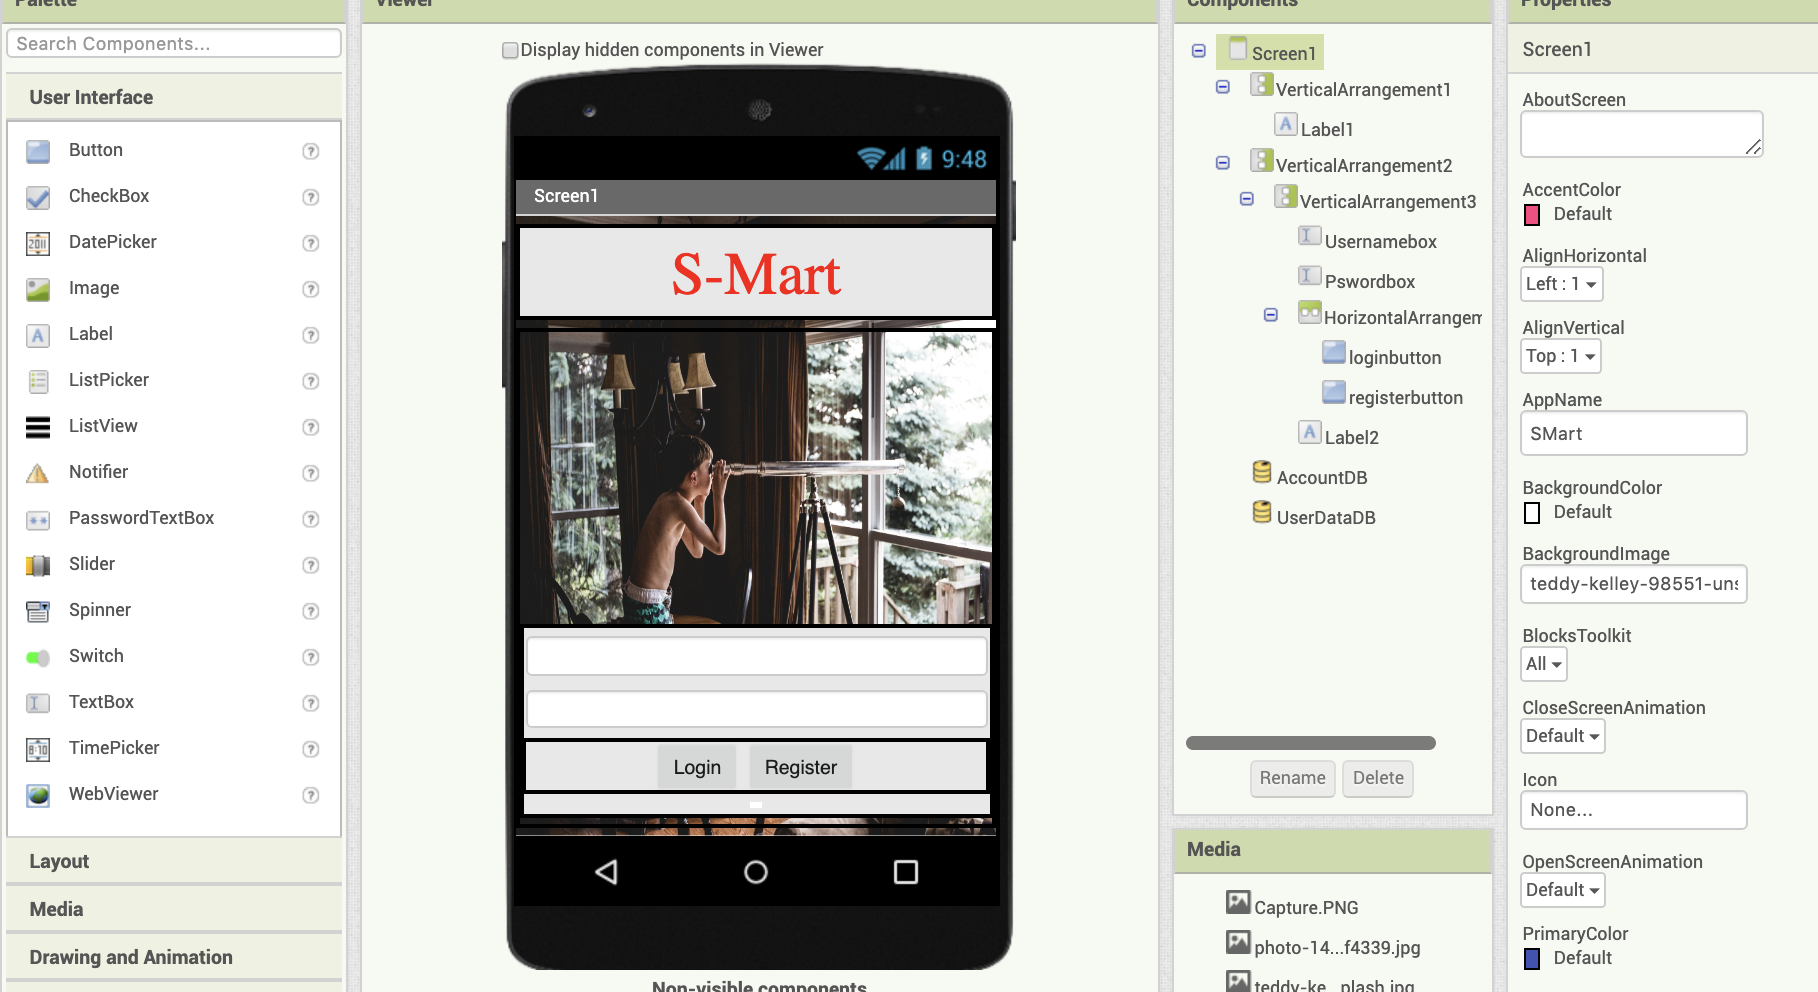 Palette
Search Components...
User Interface
Button
CheckBox
DatePicker
Image
Label
ListPicker
ListView
Notifier
PasswordTextBox
Slider
Spinner
Switch
TextBox
TimePicker
WebViewer
Layout
Media
Drawing and Animation
Viewer
Display hidden components in Viewer
9:48
Screen1
S-Mart
Login
Register
Non-visible components
Components
Screen1
VerticalArrangement1
Label1
VerticalArrangement2
VerticalArrangement3
Usernamebox
Pswordbox
HorizontalArrangem
loginbutton
registerbutton
Label2
AccountDB
UserDataDB
Rename Delete
Media
Capture.PNG
photo-14...f4339.jpg
teddy-ke...plash.jpg
Properties
Screen1
AboutScreen
AccentColor
Default
AlignHorizontal
Left : 1
AlignVertical
Top : 1
AppName
SMart
BackgroundColor
Default
BackgroundImage
teddy-kelley-98551-uns
BlocksToolkit
All
CloseScreenAnimation
Default
Icon
None...
OpenScreenAnimation
Default
PrimaryColor
Default